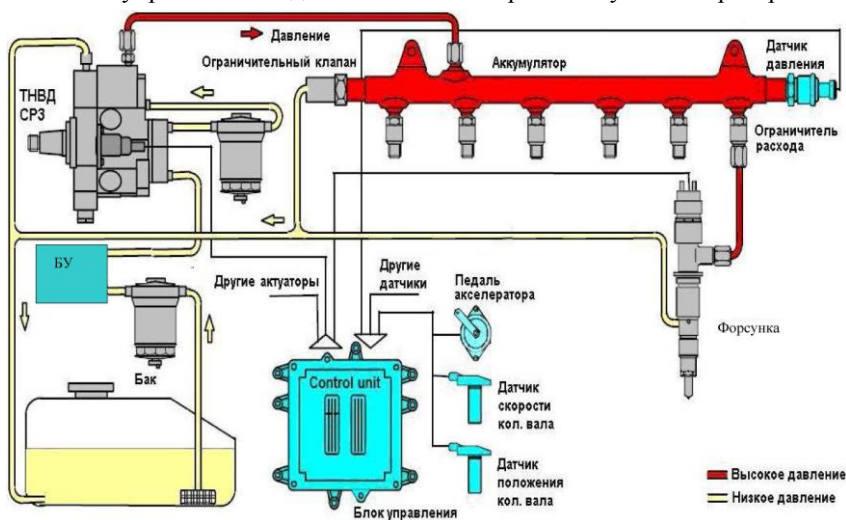 Давление
Ограничительный клапан
Аккумулятор
Датчик
давления
ТНВД
CP3
Ограничитель
расхода
БУ
Другие актуаторы
Другие
датчики
Педаль
акселератора
Форсунка
Бак
Control unit
Датчик
скорости
кол. вала
Датчик
положения
кол. вала
Блок управления
Высокое давление
Низкое давление